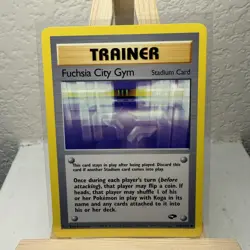 TRAINER
Fuchsia City Gym Stadium Card
This card stays in play after being played. Discard this
card if another Stadium card comes into play.
Once during each player's turn (before
attacking), that player may flip a coin. If
heads, that player shuffles 1 of his
or her Pokémon in play with Koga in its
name and any cards attached to it into
his or her deck.